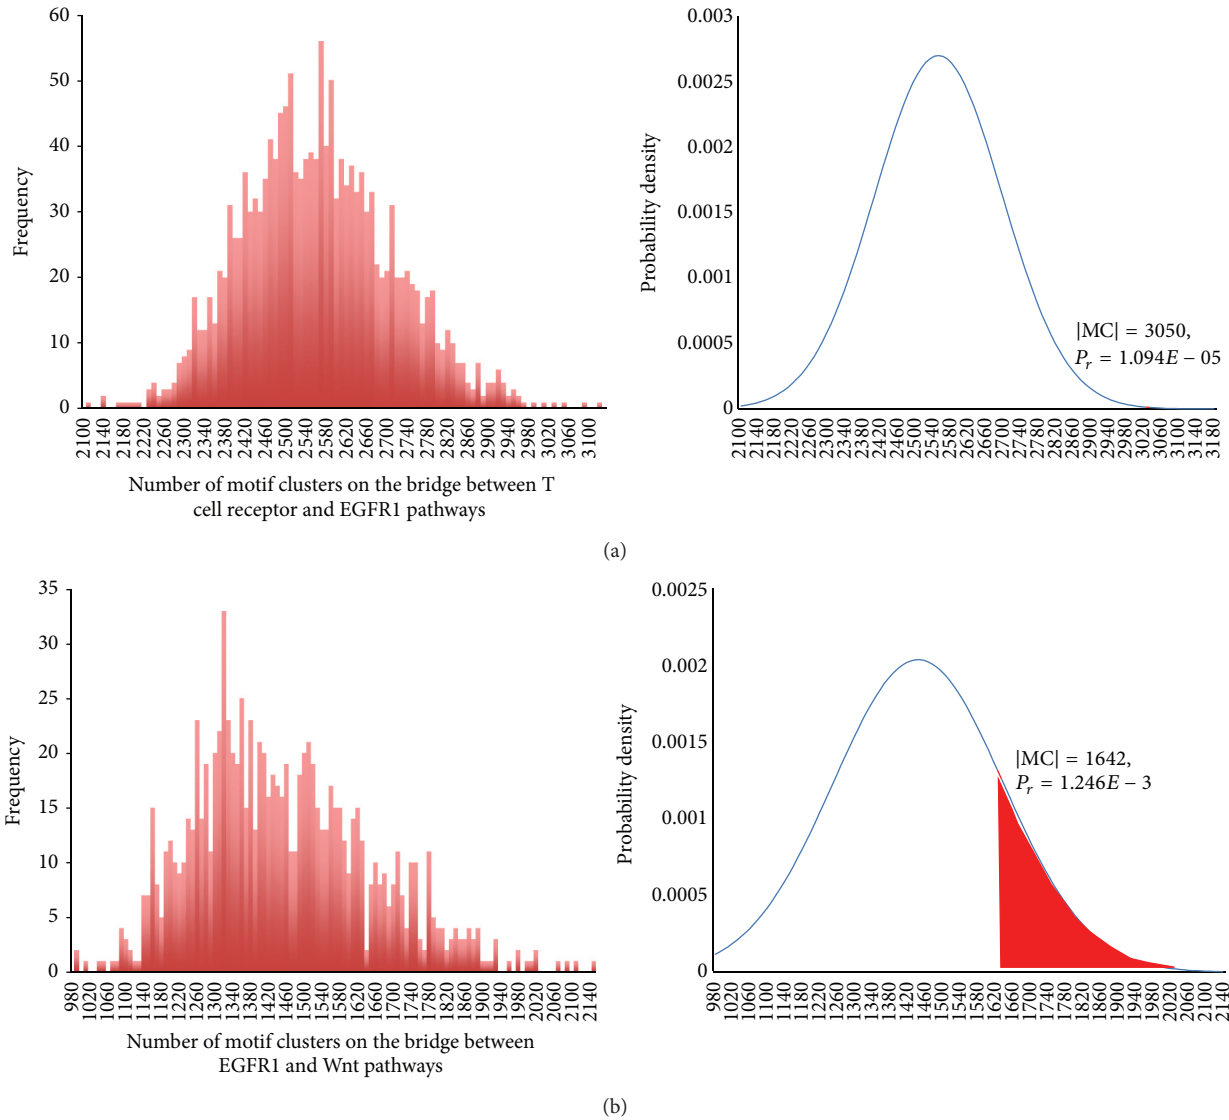 60
50
40
30
20
10
0
Frequency
2100 2140 2180 2220 2260 2300 2340 2380 2420 2460 2500 2540 2580 2620 2660 2700 2740 2780 2820 2860 2900 2940 2980 3020 3060 3100
Number of motif clusters on the bridge between T
cell receptor and EGFR1 pathways
0.003
0.0025
0.002
0.0015
0.001
0.0005
0
Probability density
|MC| = 3050,
P_r = 1.094E − 05
2100 2140 2180 2220 2260 2300 2340 2380 2420 2460 2500 2540 2580 2620 2660 2700 2740 2780 2820 2860 2900 2940 2980 3020 3060 3100 3140 3180
(a)
35
30
25
20
15
10
5
0
Frequency
980 1020 1060 1100 1140 1180 1220 1260 1300 1340 1380 1420 1460 1500 1540 1580 1620 1660 1700 1740 1780 1820 1860 1900 1940 1980 2020 2060 2100 2140
Number of motif clusters on the bridge between
EGFR1 and Wnt pathways
0.0025
0.002
0.0015
0.001
0.0005
0
Probability density
|MC| = 1642,
P_r = 1.246E − 3
980 1020 1060 1100 1140 1180 1220 1260 1300 1340 1380 1420 1460 1500 1540 1580 1620 1660 1700 1740 1780 1820 1860 1900 1940 1980 2020 2060 2100 2140
(b)